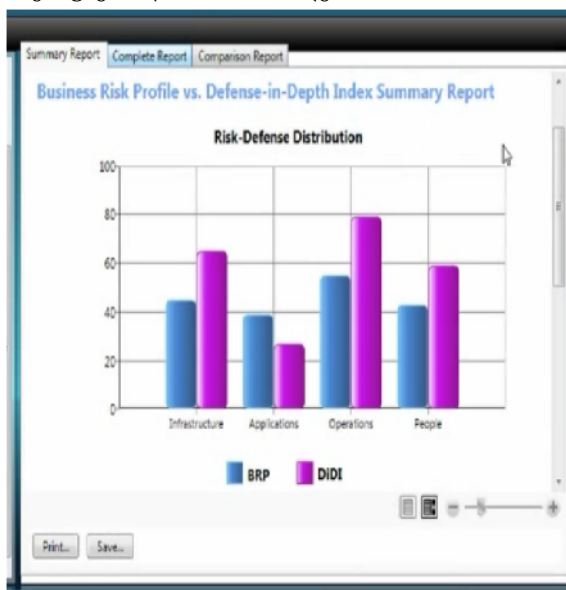 Summary Report Complete Report Comparison Report
Business Risk Profile vs. Defense-in-Depth Index Summary Report
Risk-Defense Distribution
100
80
60
40
20
0
Infrastructure Applications Operations People
BRP DiDI
Print... Save...